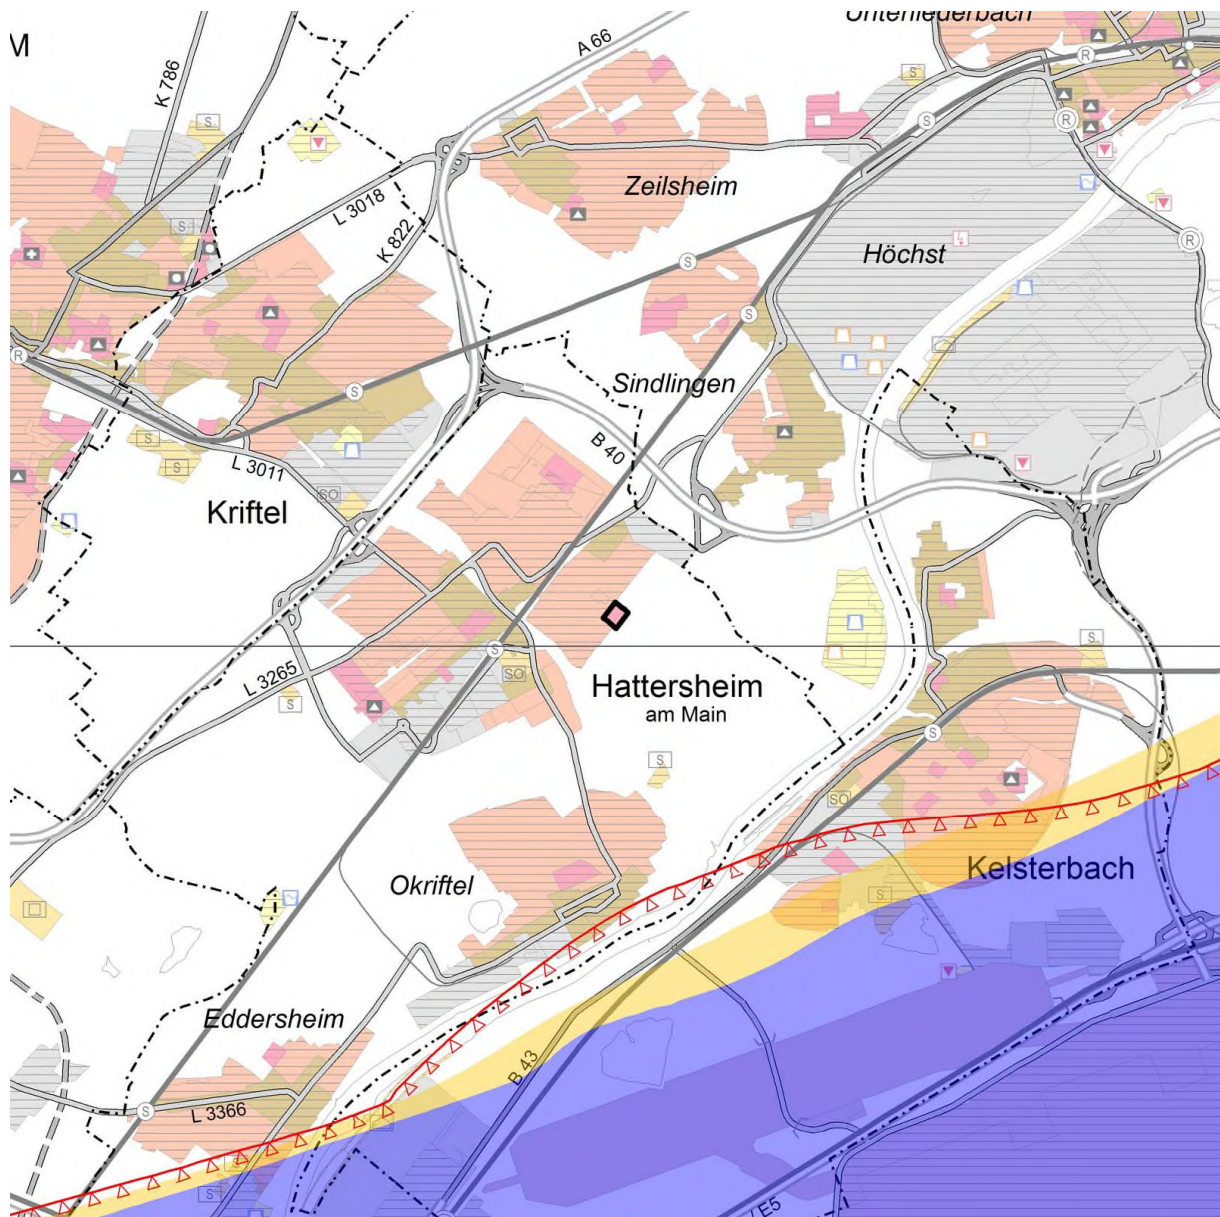 Unterliederbach
M
A 66
K 786
S
S
R
S
R
Zeilsheim
L 3018
K 822
S
Höchst
R
S
S
Sindlingen
R
S
B 40
S
S
L 3011
SO
Kriftel
S
S
L 3265
SO
Hattersheim
am Main
S
S
S
SO
Kelsterbach
Okriftel
S
Eddersheim
B 43
S
L 3366
S
S
S
E5